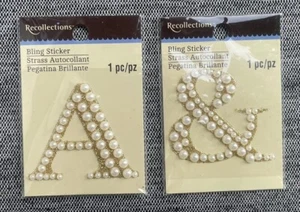 Recollections
Bling Sticker
Strass Autocollant
Pegatina Brillante
1 pc/pz
A
Recollections
Bling Sticker
Strass Autocollant
Pegatina Brillante
1 pc/pz
&